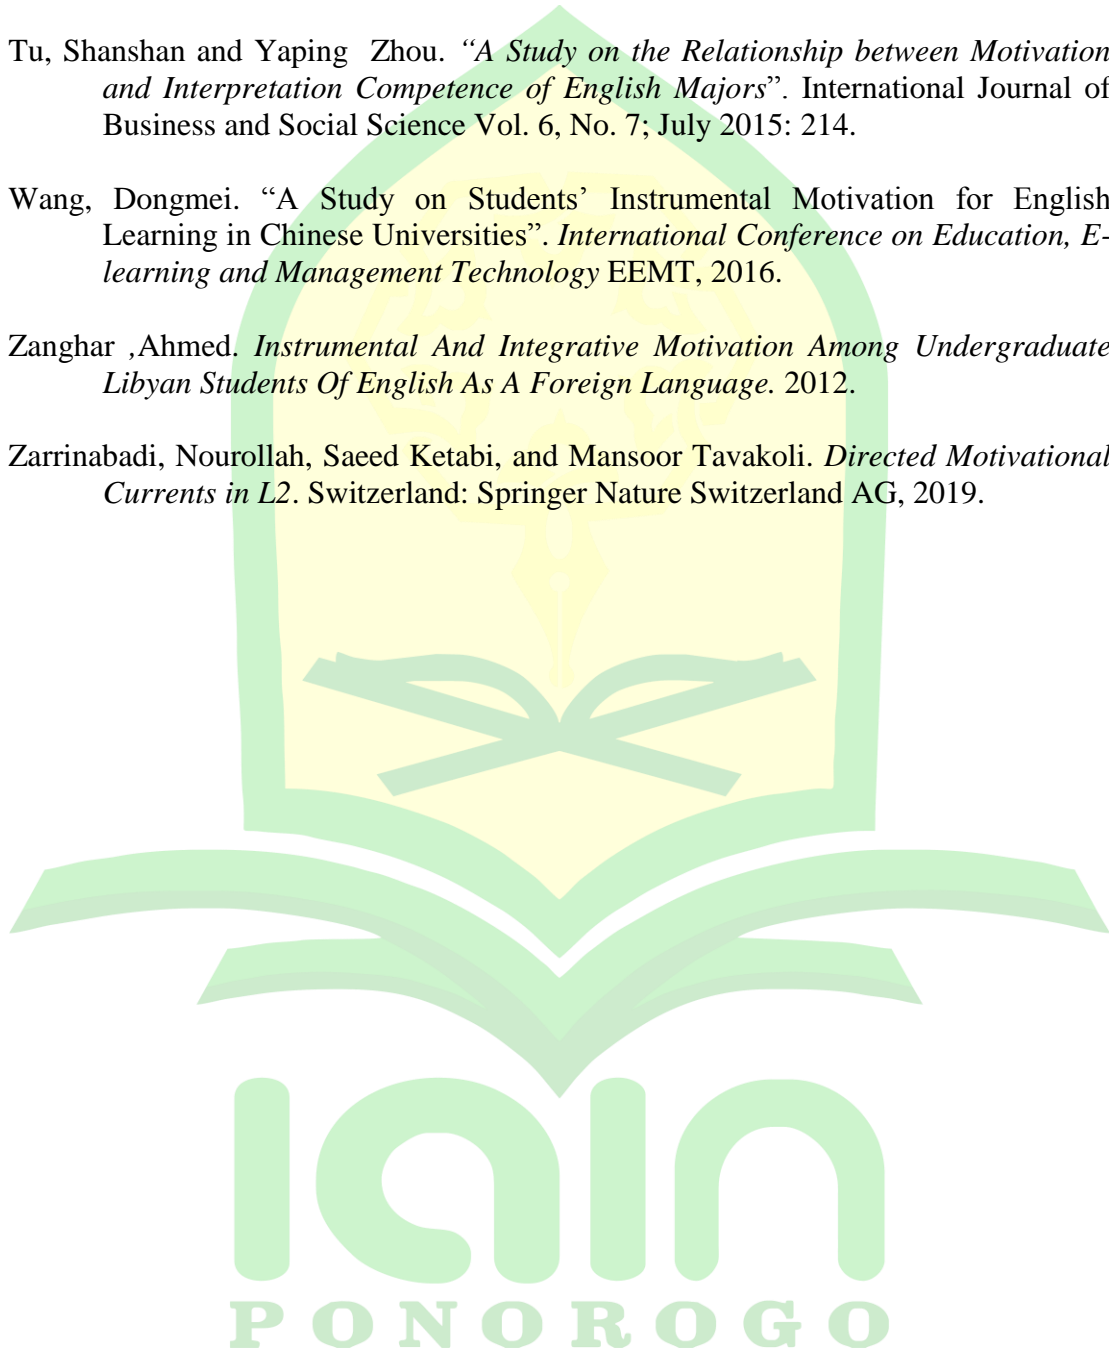 Tu, Shanshan and Yaping Zhou. “A Study on the Relationship between Motivation
and Interpretation Competence of English Majors”. International Journal of
Business and Social Science Vol. 6, No. 7; July 2015: 214.
Wang, Dongmei. “A Study on Students’ Instrumental Motivation for English
Learning in Chinese Universities”. International Conference on Education, E-
learning and Management Technology EEMT, 2016.
Zanghar ,Ahmed. Instrumental And Integrative Motivation Among Undergraduate
Libyan Students Of English As A Foreign Language. 2012.
Zarrinabadi, Nourollah, Saeed Ketabi, and Mansoor Tavakoli. Directed Motivational
Currents in L2. Switzerland: Springer Nature Switzerland AG, 2019.
iain
PONOROGO